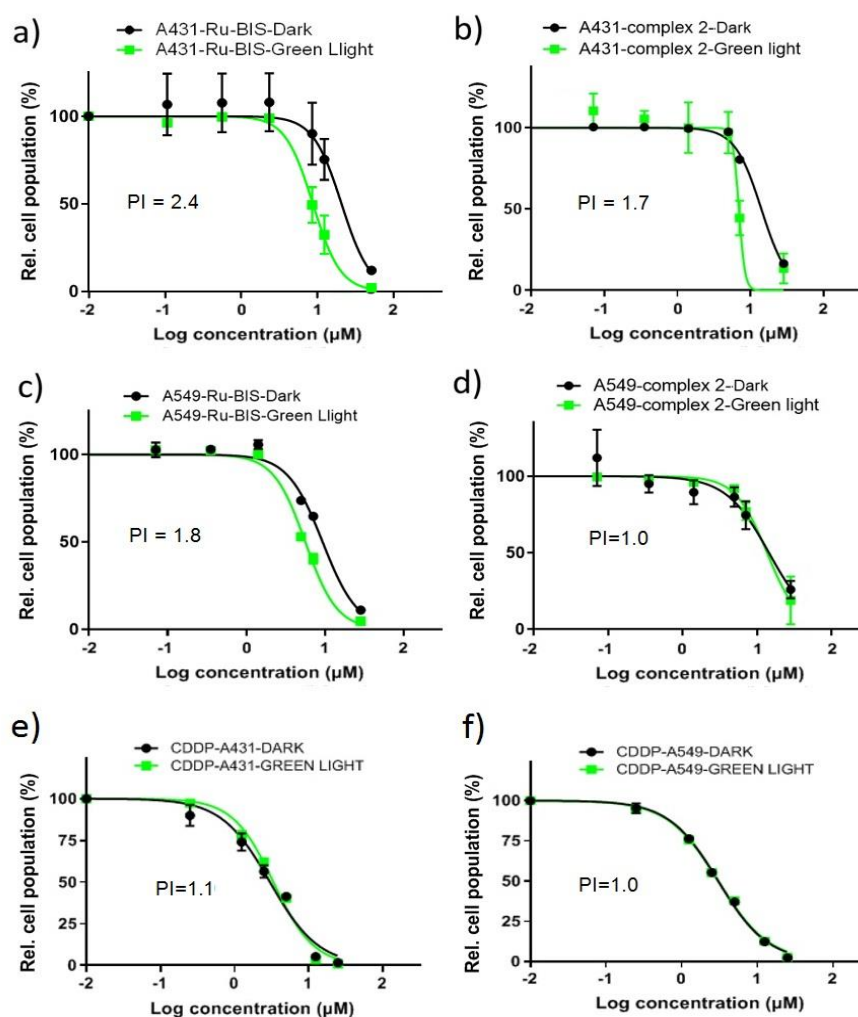 a)
A431-Ru-BIS-Dark
A431-Ru-BIS-Green Llight
Rel. cell population (%)
100
50
0
PI = 2.4
-2 -1 0 1 2
Log concentration (µM)
b)
A431-complex 2-Dark
A431-complex 2-Green light
Rel. cell population (%)
100
50
0
PI = 1.7
-2 -1 0 1 2
Log concentration (µM)
c)
A549-Ru-BIS-Dark
A549-Ru-BIS-Green Llight
Rel. cell population (%)
100
50
0
PI = 1.8
-2 -1 0 1 2
Log concentration (µM)
d)
A549-complex 2-Dark
A549-complex 2-Green light
Rel. cell population (%)
100
50
0
PI=1.0
-2 -1 0 1 2
Log concentration (µM)
e)
CDDP-A431-DARK
CDDP-A431-GREEN LIGHT
Rel. cell population (%)
100
75
50
25
0
PI=1.1
-2 -1 0 1 2
Log concentration (µM)
f)
CDDP-A549-DARK
CDDP-A549-GREEN LIGHT
Rel. cell population (%)
100
75
50
25
0
PI=1.0
-2 -1 0 1 2
Log concentration (µM)